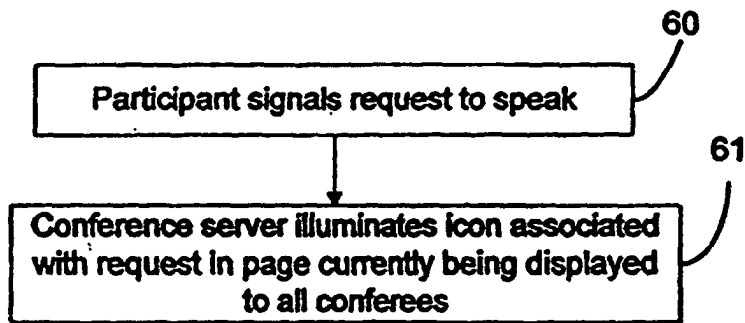 60
Participant signals request to speak
61
Conference server illuminates icon associated
with request in page currently being displayed
to all conferees